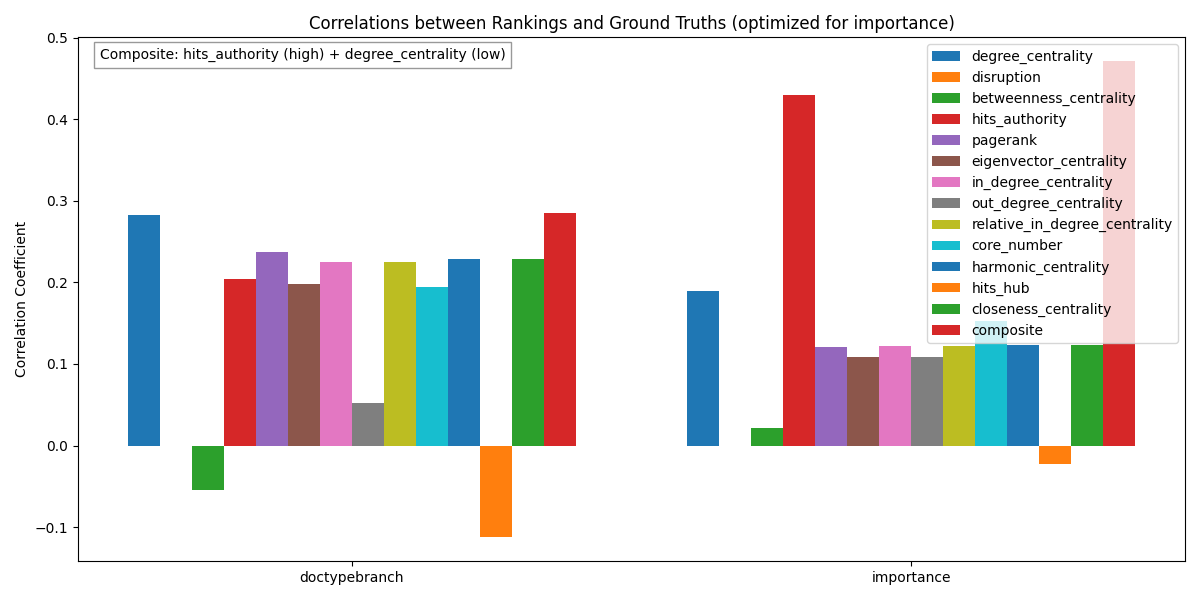 Correlations between Rankings and Ground Truths (optimized for importance)
Composite: hits_authority (high) + degree_centrality (low)
degree_centrality
disruption
betweenness_centrality
hits_authority
pagerank
eigenvector_centrality
in_degree_centrality
out_degree_centrality
relative_in_degree_centrality
core_number
harmonic_centrality
hits_hub
closeness_centrality
composite
Correlation Coefficient
0.5
0.4
0.3
0.2
0.1
0.0
−0.1
doctypebranch
importance